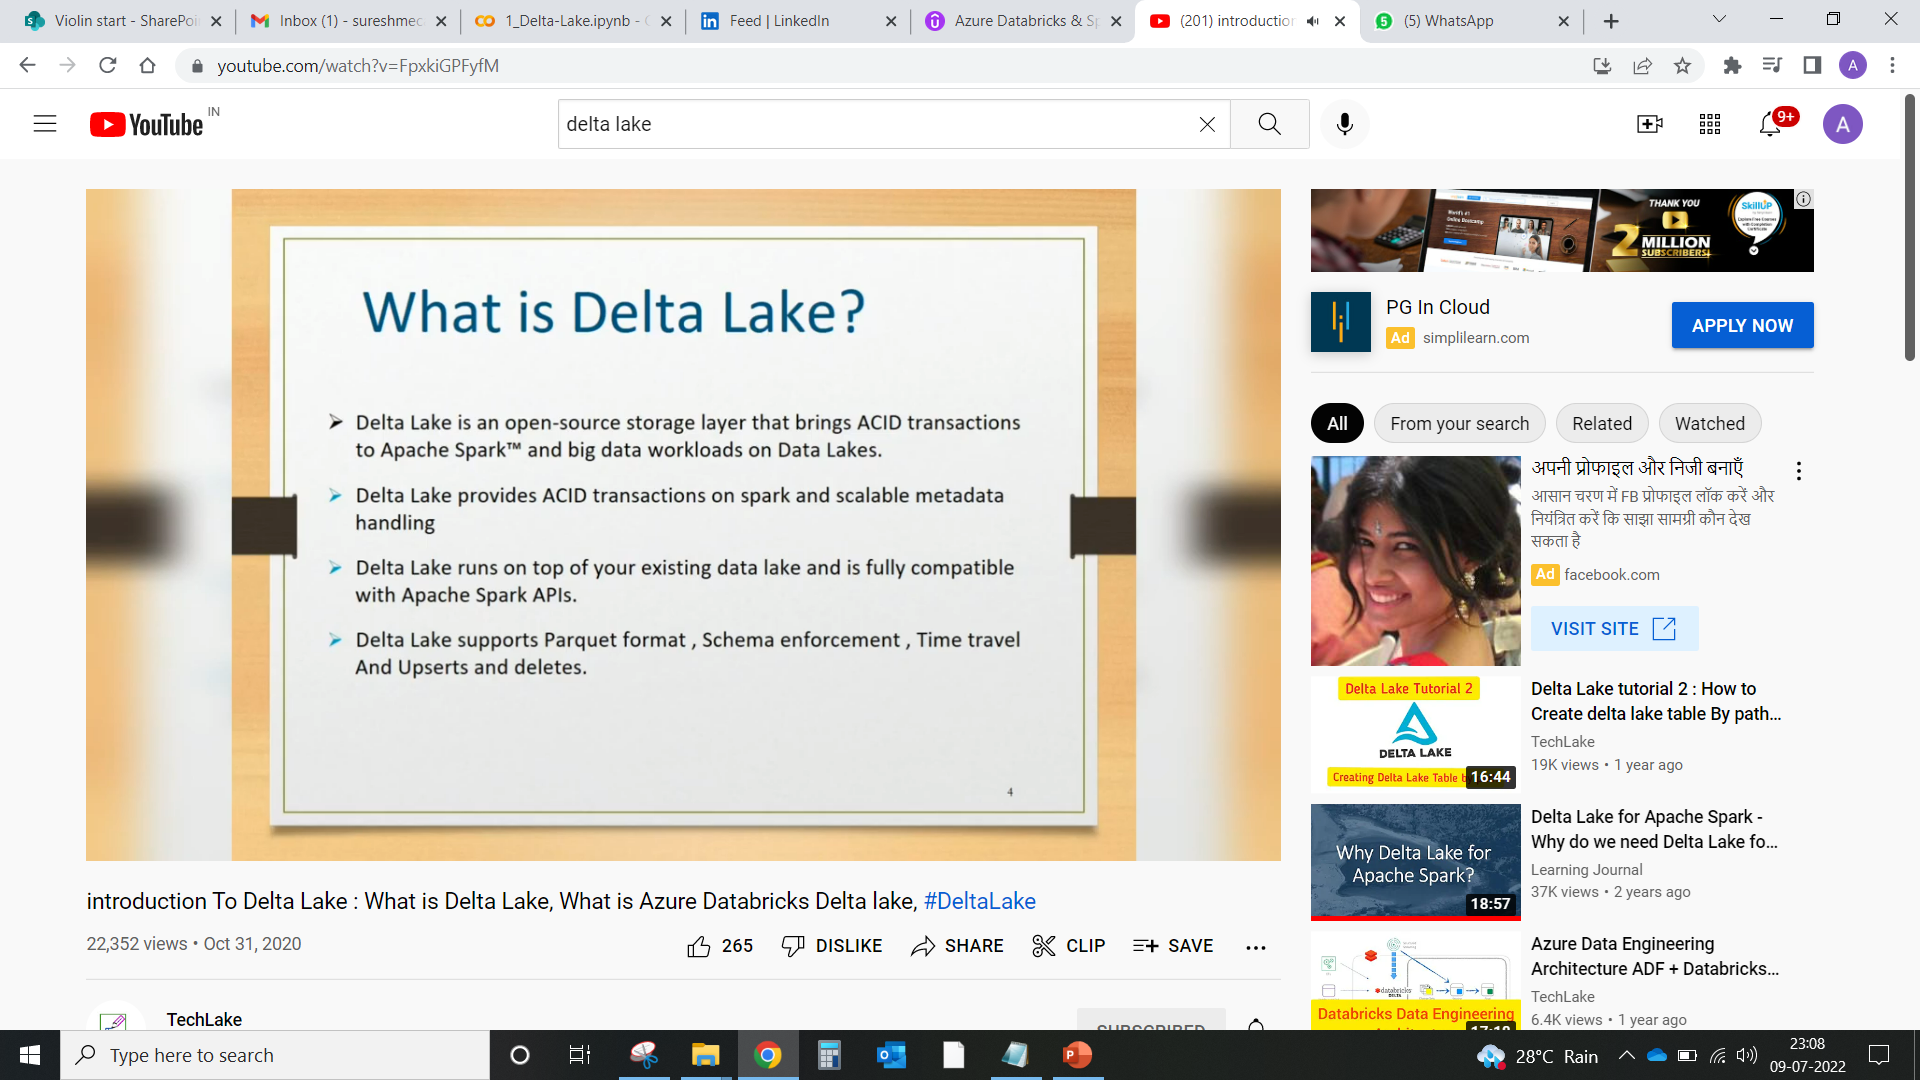 Violin start - SharePoi
Inbox (1) - sureshmec
1_Delta-Lake.ipynb - C
Feed | LinkedIn
Azure Databricks & Sp
(201) introduction
(5) WhatsApp
youtube.com/watch?v=FpxkiGPFyfM
A
YouTube IN
delta lake
9+
A
What is Delta Lake?
Delta Lake is an open-source storage layer that brings ACID transactions
to Apache Spark™ and big data workloads on Data Lakes.
Delta Lake provides ACID transactions on spark and scalable metadata
handling
Delta Lake runs on top of your existing data lake and is fully compatible
with Apache Spark APIs.
Delta Lake supports Parquet format , Schema enforcement , Time travel
And Upserts and deletes.
4
introduction To Delta Lake : What is Delta Lake, What is Azure Databricks Delta lake, #DeltaLake
22,352 views • Oct 31, 2020
265
DISLIKE
SHARE
CLIP
SAVE
TechLake
SUBSCRIBED
THANK YOU
2 MILLION
SUBSCRIBERS!
SkillUP
PG In Cloud
Ad simplilearn.com
APPLY NOW
All
From your search
Related
Watched
अपनी प्रोफाइल और निजी बनाएँ
आसान चरण में FB प्रोफाइल लॉक करें और
नियंत्रित करें कि साझा सामग्री कौन देख
सकता है
Ad facebook.com
VISIT SITE
Delta Lake Tutorial 2
DELTA LAKE
Creating Delta Lake Table b
16:44
Delta Lake tutorial 2 : How to
Create delta lake table By path...
TechLake
19K views • 1 year ago
Why Delta Lake for
Apache Spark?
18:57
Delta Lake for Apache Spark -
Why do we need Delta Lake fo...
Learning Journal
37K views • 2 years ago
databricks
Databricks Data Engineering
17:18
Azure Data Engineering
Architecture ADF + Databricks...
TechLake
6.4K views • 1 year ago
Type here to search
28°C Rain
23:08
09-07-2022